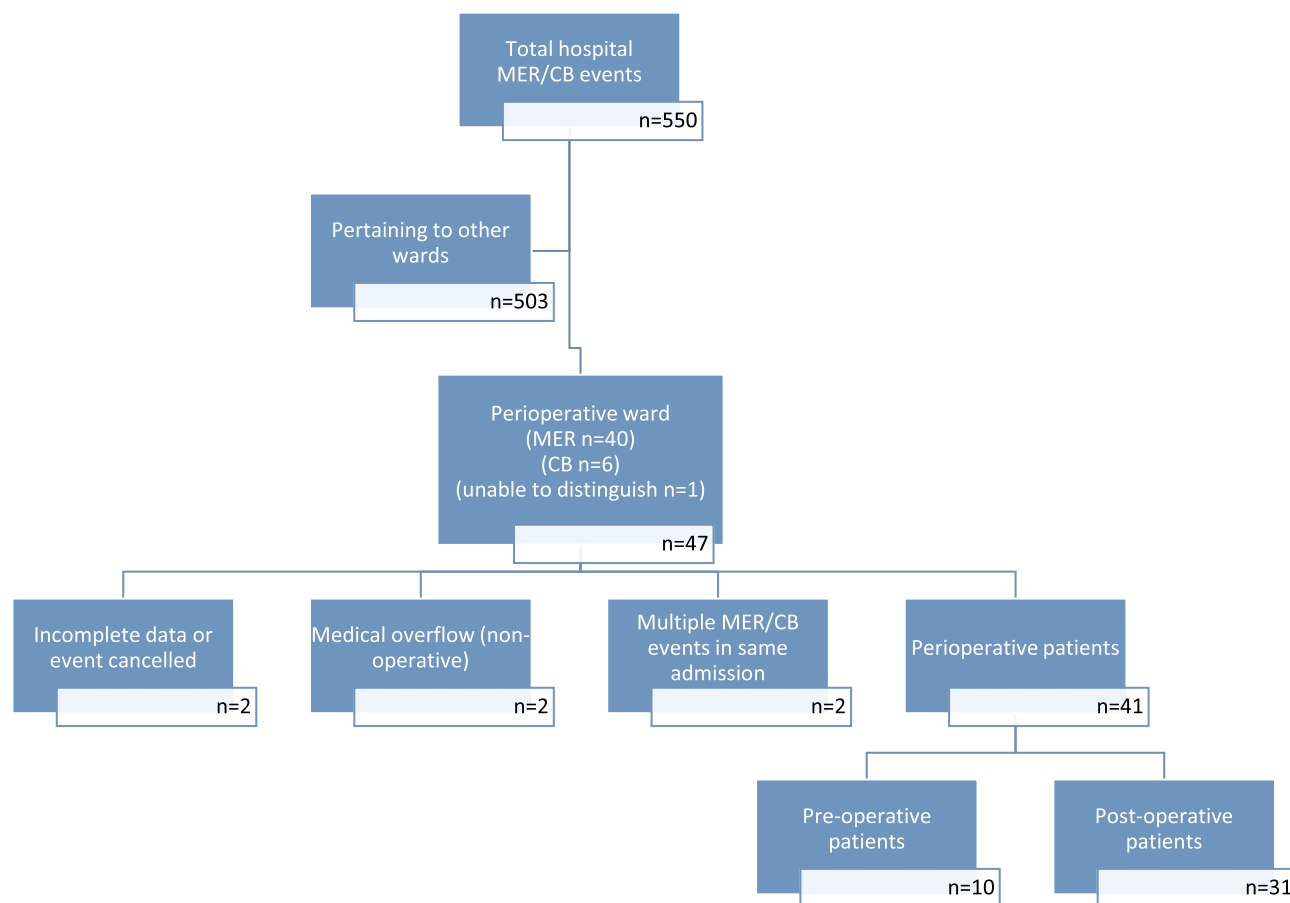 Total hospital
MER/CB events
n=550
Pertaining to other
wards
n=503
Perioperative ward
(MER n=40)
(CB n=6)
(unable to distinguish n=1)
n=47
Incomplete data or
event cancelled
n=2
Medical overflow (non-
operative)
n=2
Multiple MER/CB
events in same
admission
n=2
Perioperative patients
n=41
Pre-operative
patients
n=10
Post-operative
patients
n=31